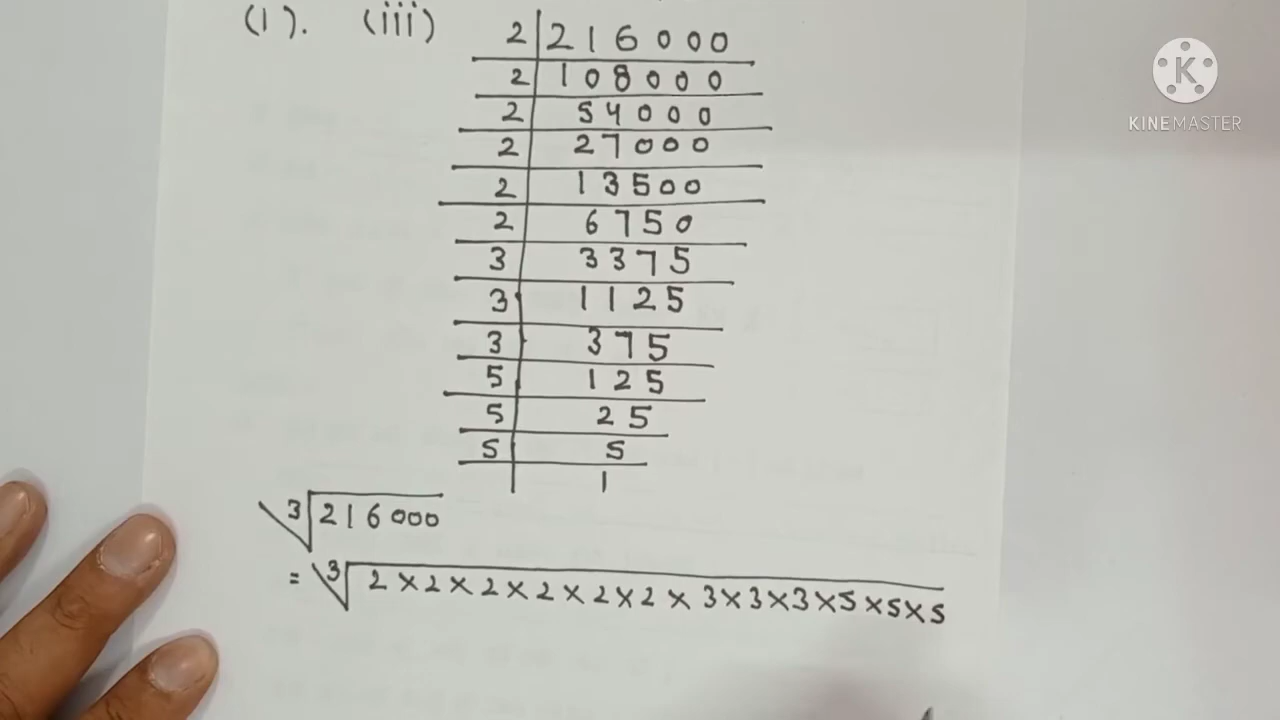 (1). (iii) 2 | 216000
K
KINEMASTER
2 | 108000
2 | 54000
2 | 27000
2 | 13500
2 | 6750
3 | 3375
3 | 1125
3 | 375
5 | 125
5 | 25
5 | 5
1
∛216000
= ∛2×2×2×2×2×2×3×3×3×5×5×5